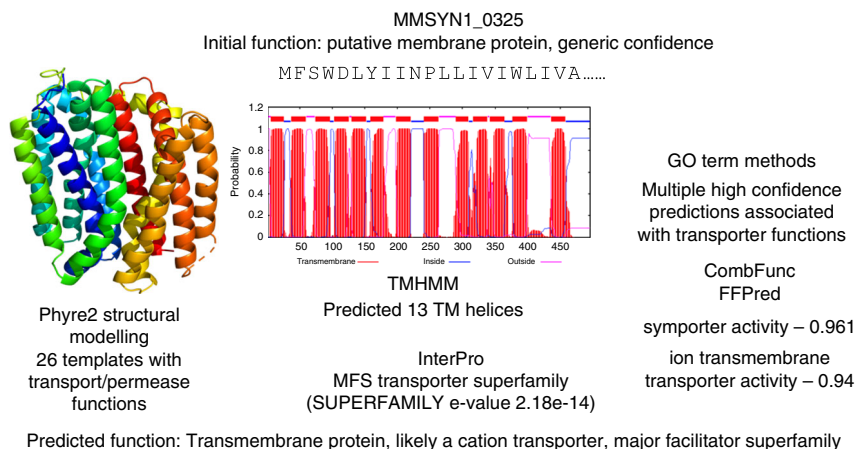 MMSYN1_0325
Initial function: putative membrane protein, generic confidence
MFSWDLYIINPLLIVIWLIVA......
1.2
1
0.8
0.6
0.4
0.2
0
Probability
50 100 150 200 250 300 350 400 450
Transmembrane Inside Outside
TMHMM
Predicted 13 TM helices
Phyre2 structural
modelling
26 templates with
transport/permease
functions
InterPro
MFS transporter superfamily
(SUPERFAMILY e-value 2.18e-14)
GO term methods
Multiple high confidence
predictions associated
with transporter functions
CombFunc
FFPred
symporter activity – 0.961
ion transmembrane
transporter activity – 0.94
Predicted function: Transmembrane protein, likely a cation transporter, major facilitator superfamily